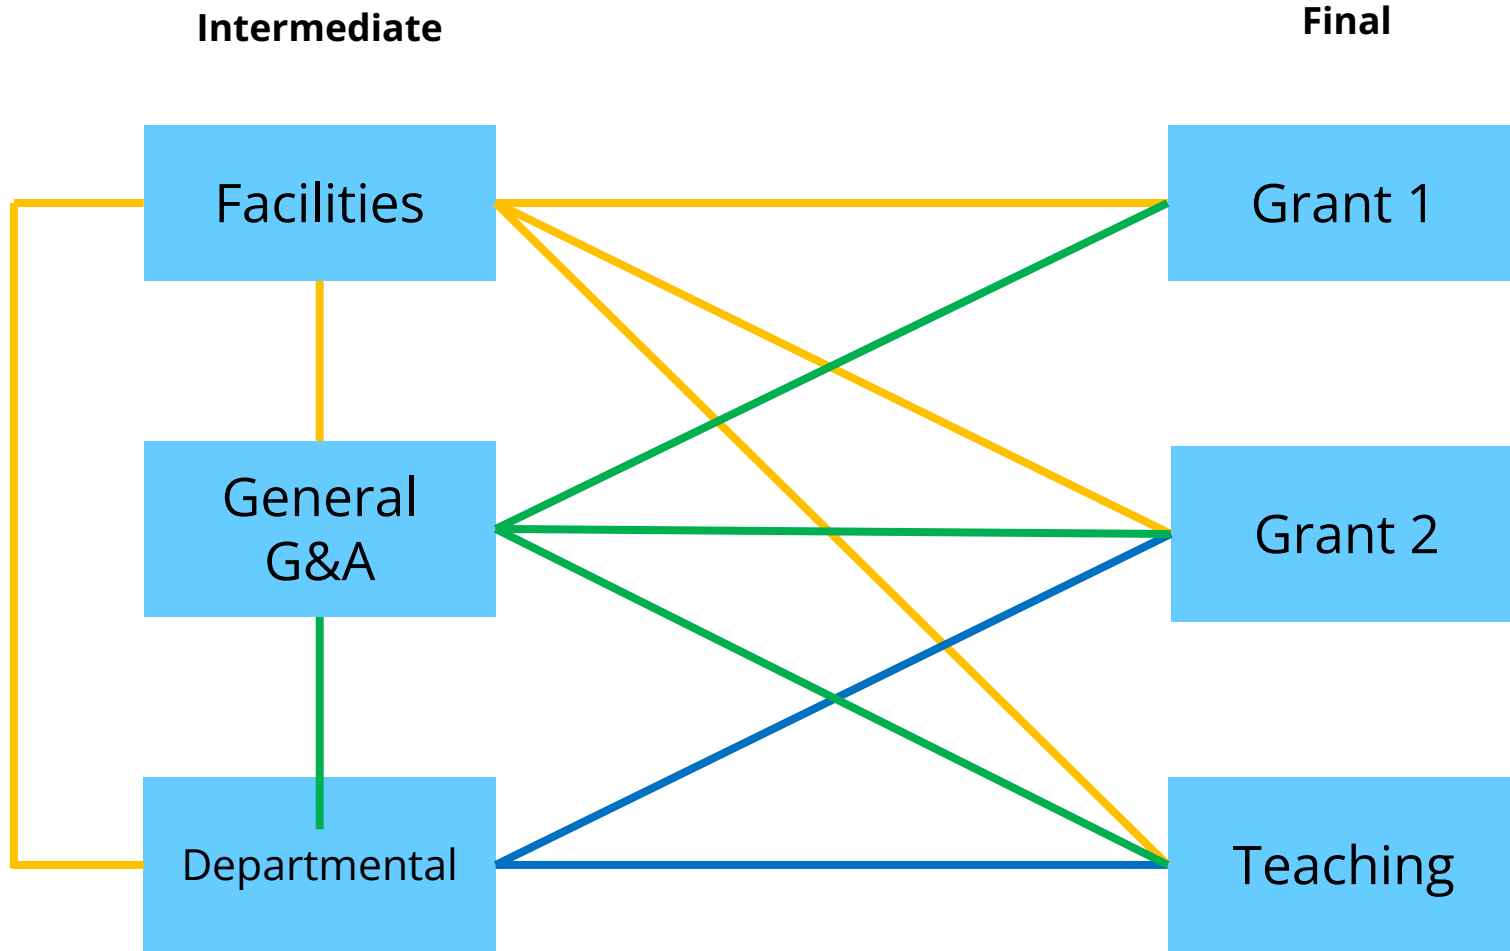 Intermediate
Final
Facilities
Grant 1
General
G&A
Grant 2
Departmental
Teaching